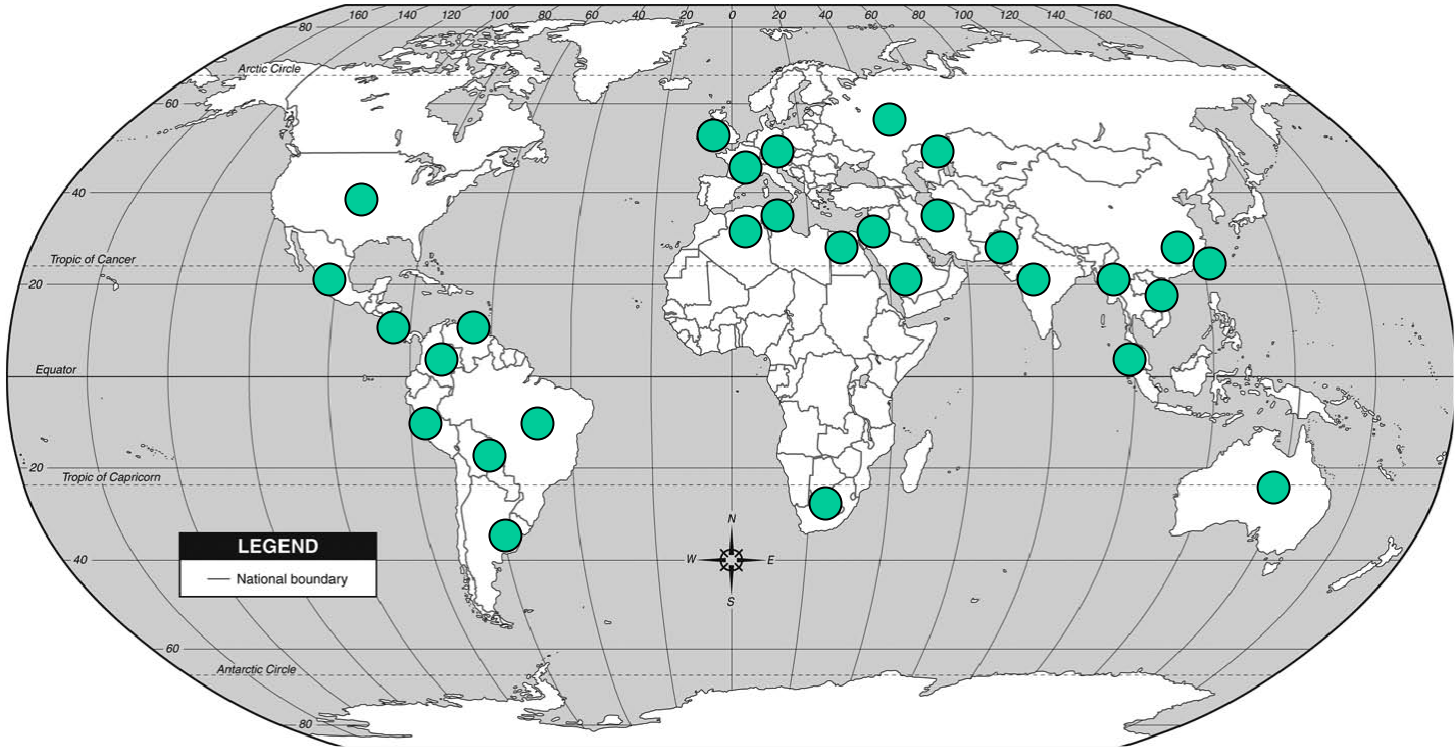 160 140 120 100 80 60 40 20 0 20 40 60 80 100 120 140 160
80
Arctic Circle
60
40
Tropic of Cancer
20
Equator
20
Tropic of Capricorn
N
LEGEND
40
W E
National boundary
S
60
Antarctic Circle
80